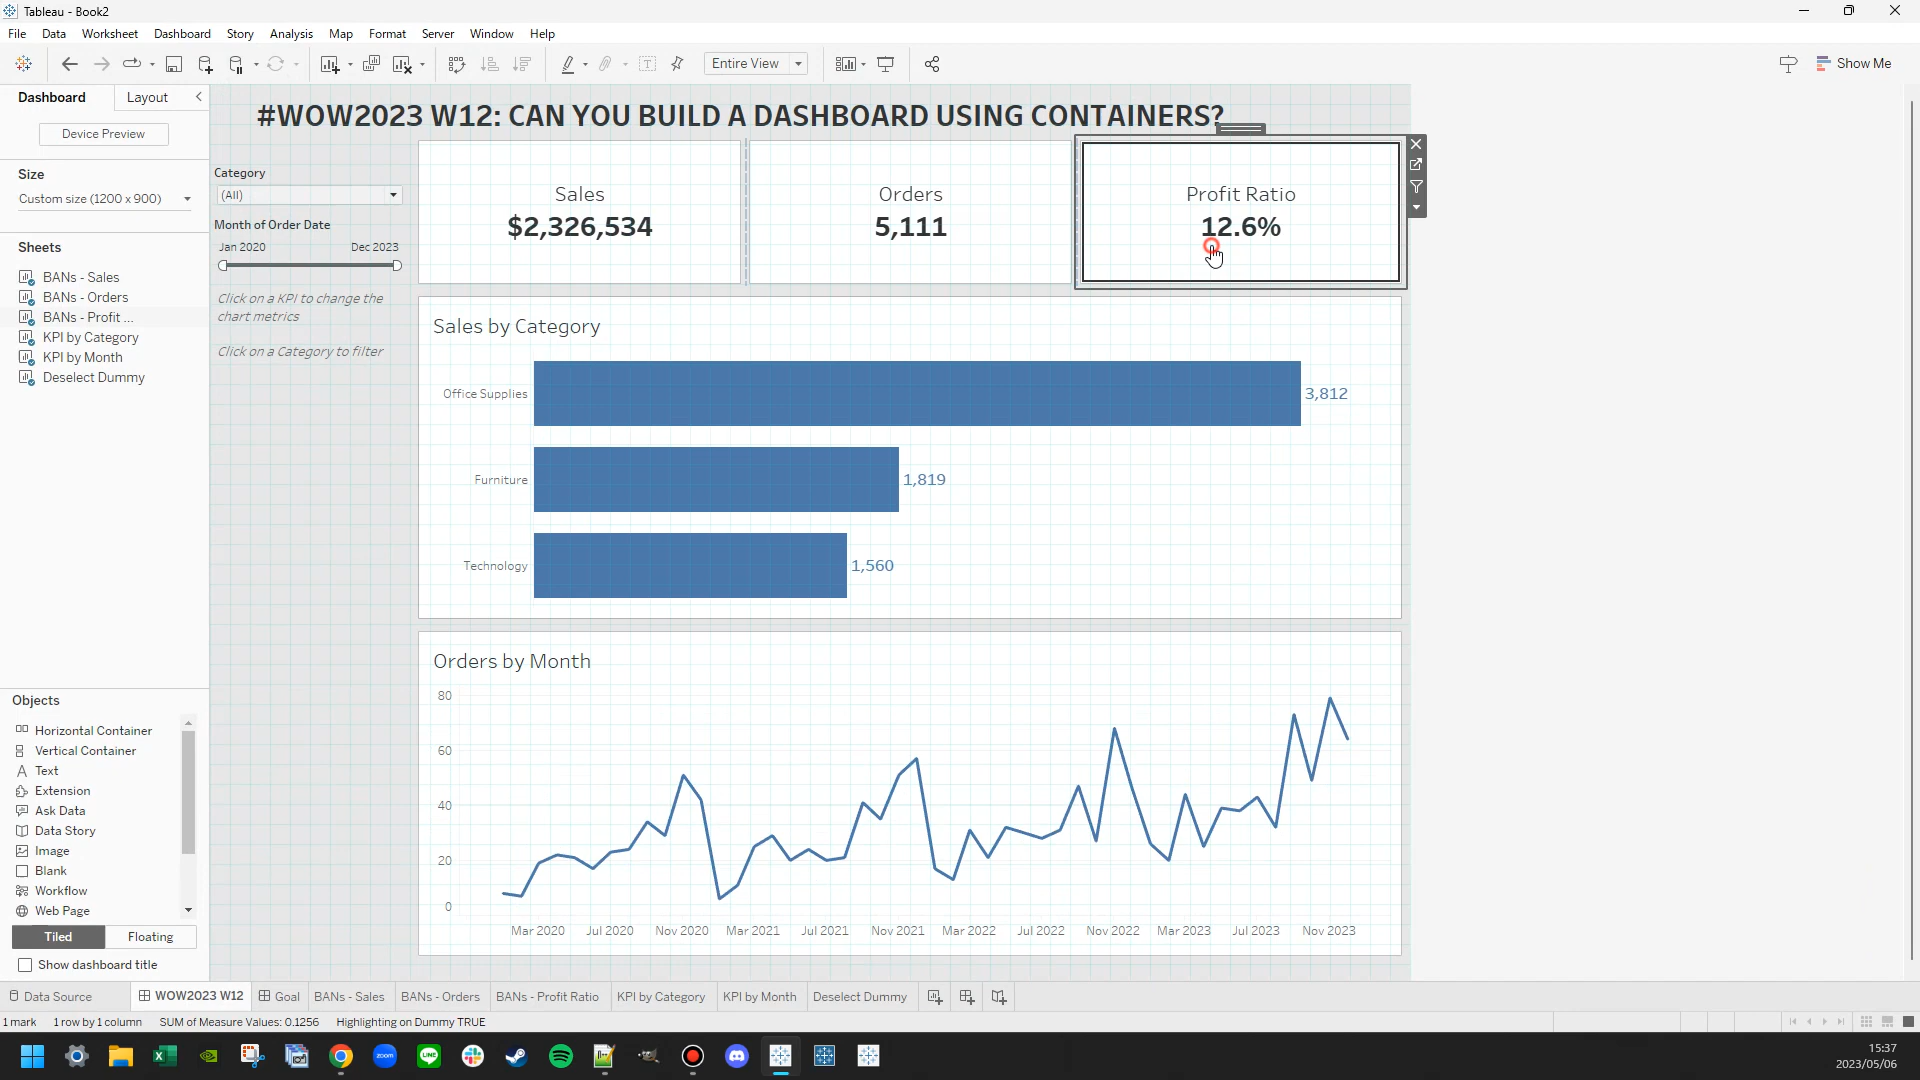 Tableau - Book2
File Data Worksheet Dashboard Story Analysis Map Format Server Window Help
Entire View
Show Me
Dashboard Layout
Device Preview
Size
Custom size (1200 x 900)
Sheets
BANs - Sales
BANs - Orders
BANs - Profit ...
KPI by Category
KPI by Month
Deselect Dummy
Objects
Horizontal Container
Vertical Container
Text
Extension
Ask Data
Data Story
Image
Blank
Workflow
Web Page
Tiled Floating
Show dashboard title
#WOW2023 W12: CAN YOU BUILD A DASHBOARD USING CONTAINERS?
Category
(All)
Month of Order Date
Jan 2020 Dec 2023
Click on a KPI to change the
chart metrics
Click on a Category to filter
Sales
$2,326,534
Orders
5,111
Profit Ratio
12.6%
Sales by Category
Office Supplies 3,812
Furniture 1,819
Technology 1,560
Orders by Month
80
60
40
20
0
Mar 2020 Jul 2020 Nov 2020 Mar 2021 Jul 2021 Nov 2021 Mar 2022 Jul 2022 Nov 2022 Mar 2023 Jul 2023 Nov 2023
Data Source WOW2023 W12 Goal BANs - Sales BANs - Orders BANs - Profit Ratio KPI by Category KPI by Month Deselect Dummy
1 mark 1 row by 1 column SUM of Measure Values: 0.1256 Highlighting on Dummy TRUE
zoom
LINE
15:37
2023/05/06